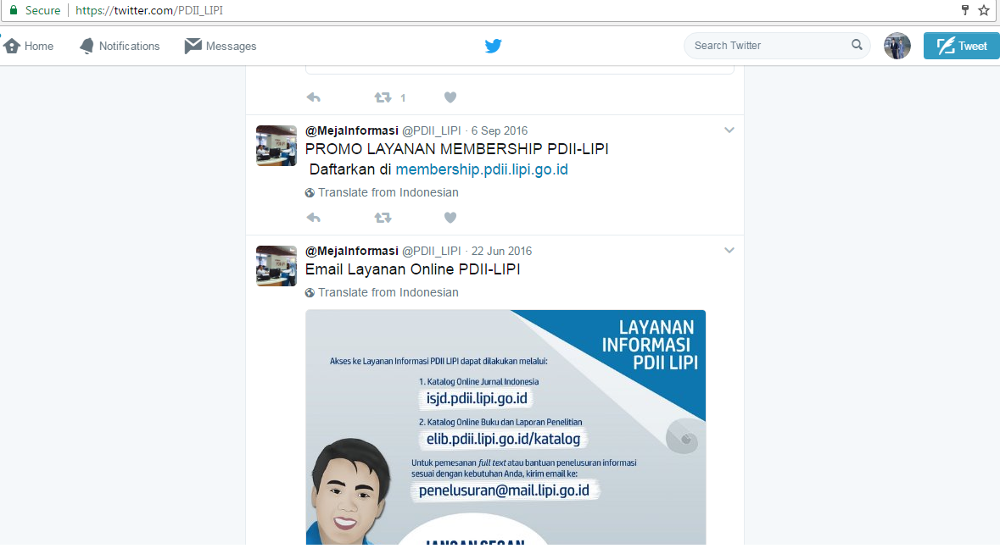 Secure https://twitter.com/PDII_LIPI
Home Notifications Messages Search Twitter Tweet
1
@MejaInformasi @PDII_LIPI · 6 Sep 2016
PROMO LAYANAN MEMBERSHIP PDII-LIPI
Daftarkan di membership.pdii.lipi.go.id
Translate from Indonesian
@MejaInformasi @PDII_LIPI · 22 Jun 2016
Email Layanan Online PDII-LIPI
Translate from Indonesian
LAYANAN
INFORMASI
PDII LIPI
Akses ke Layanan Informasi PDII LIPI dapat dilakukan melalui:
1. Katalog Online Jurnal Indonesia
isjd.pdii.lipi.go.id
2. Katalog Online Buku dan Laporan Penelitian
elib.pdii.lipi.go.id/katalog
Untuk pemesanan full text atau bantuan penelusuran informasi
sesuai dengan kebutuhan Anda, kirim email ke:
penelusuran@mail.lipi.go.id
JANGAN SEGAN